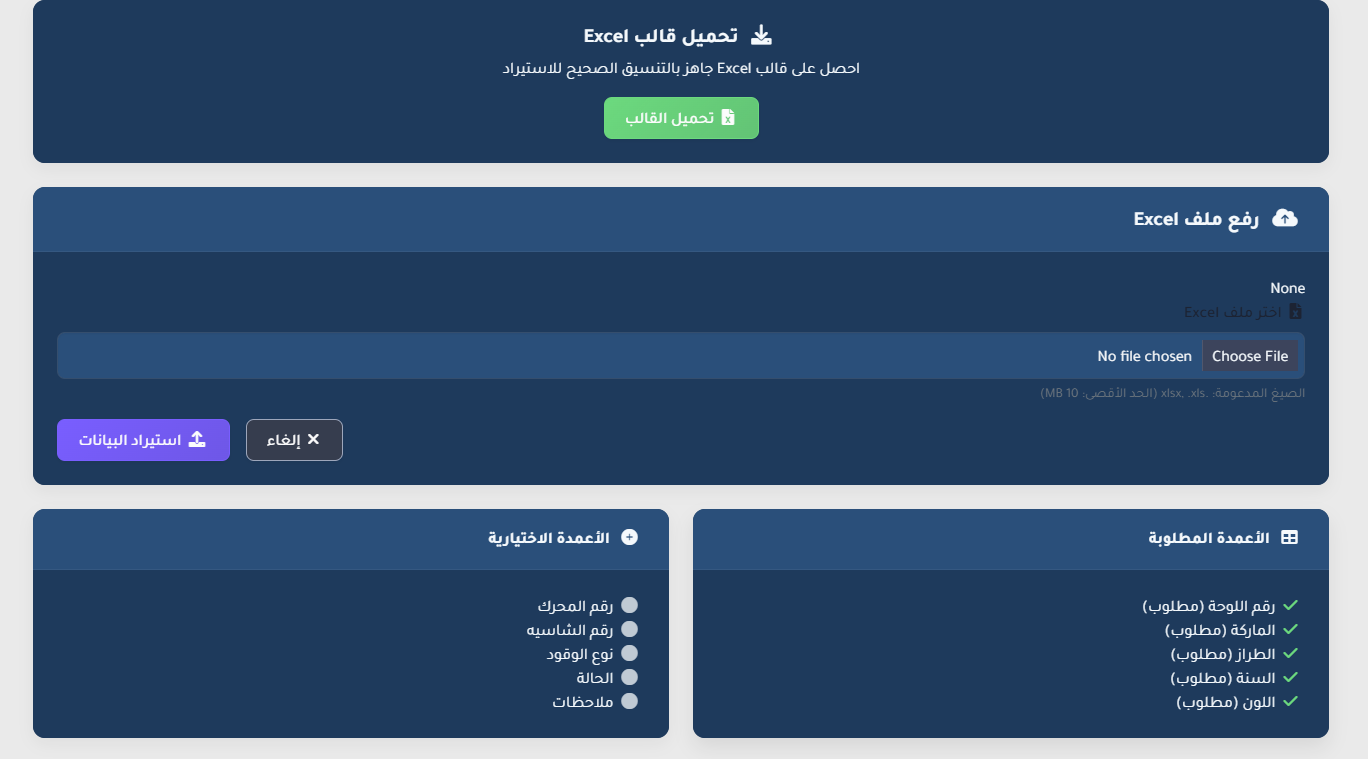 تحميل قالب Excel
احصل على قالب Excel جاهز بالتنسيق الصحيح للاستيراد
تحميل القالب
رفع ملف Excel
None
اختر ملف Excel
Choose File No file chosen
الصيغ المدعومة: .xlsx, .xls (الحد الأقصى: 10 MB)
إلغاء
استيراد البيانات
الأعمدة المطلوبة
رقم اللوحة (مطلوب)
الماركة (مطلوب)
الطراز (مطلوب)
السنة (مطلوب)
اللون (مطلوب)
الأعمدة الاختيارية
رقم المحرك
رقم الشاسيه
نوع الوقود
الحالة
ملاحظات